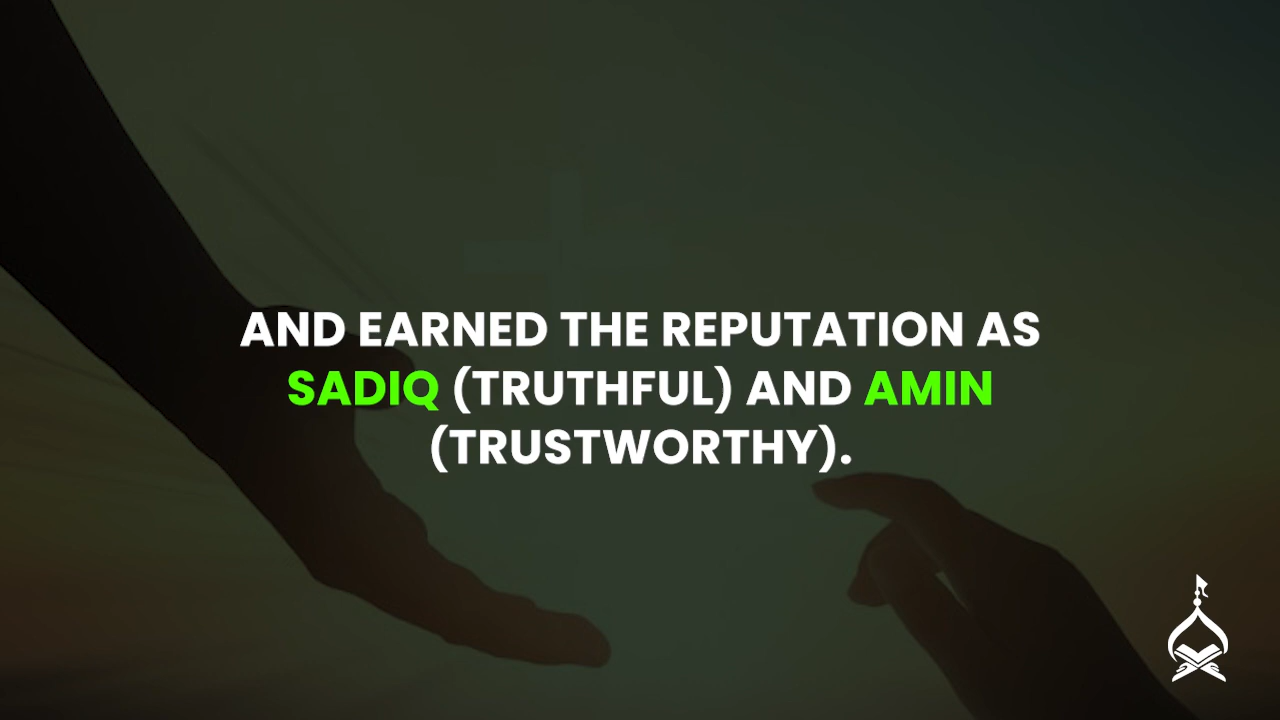 AND EARNED THE REPUTATION AS
SADIQ (TRUTHFUL) AND AMIN
(TRUSTWORTHY).